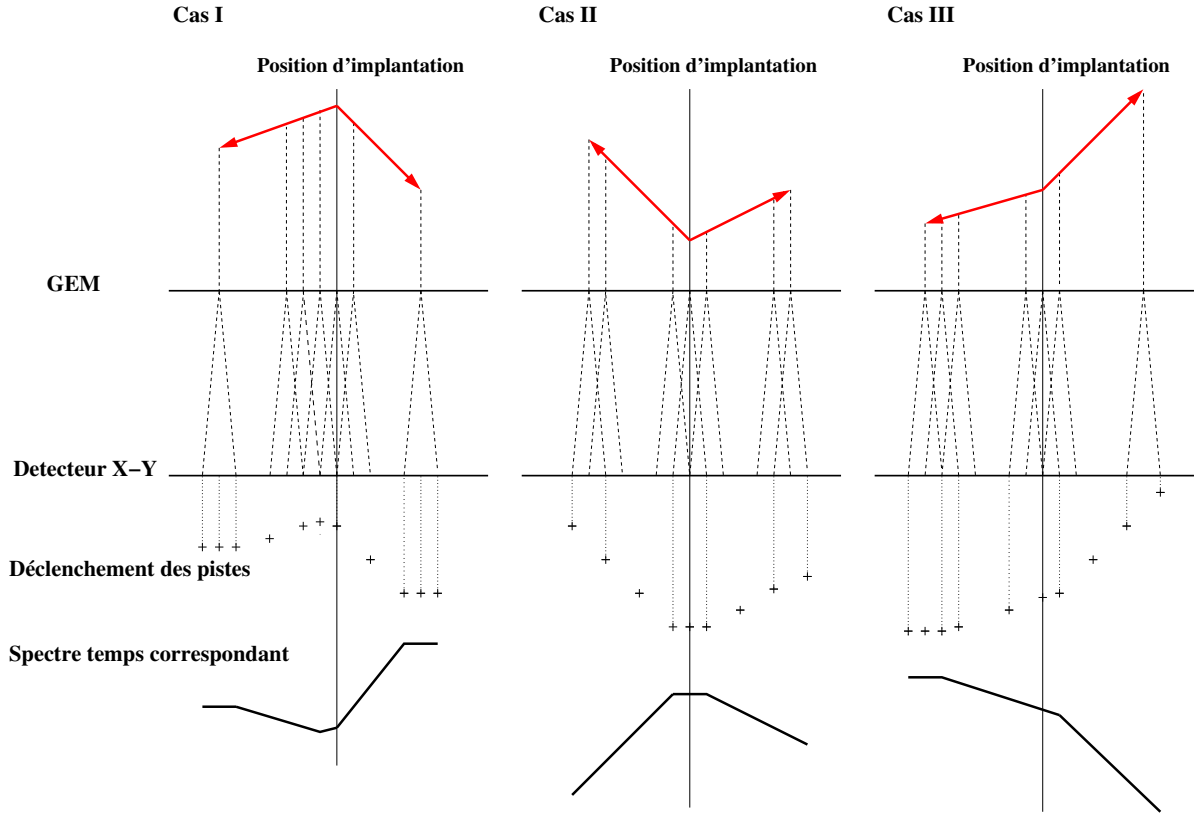 Cas I
Cas II
Cas III
Position d'implantation
Position d'implantation
Position d'implantation
GEM
Detecteur X−Y
Déclenchement des pistes
Spectre temps correspondant